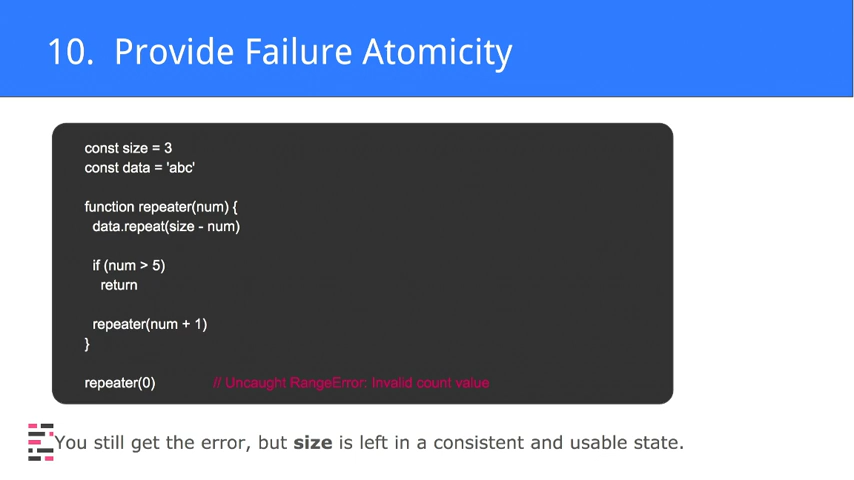 10. Provide Failure Atomicity
const size = 3
const data = 'abc'
function repeater(num) {
data.repeat(size - num)
if (num > 5)
return
repeater(num + 1)
}
repeater(0) // Uncaught RangeError: Invalid count value
You still get the error, but size is left in a consistent and usable state.